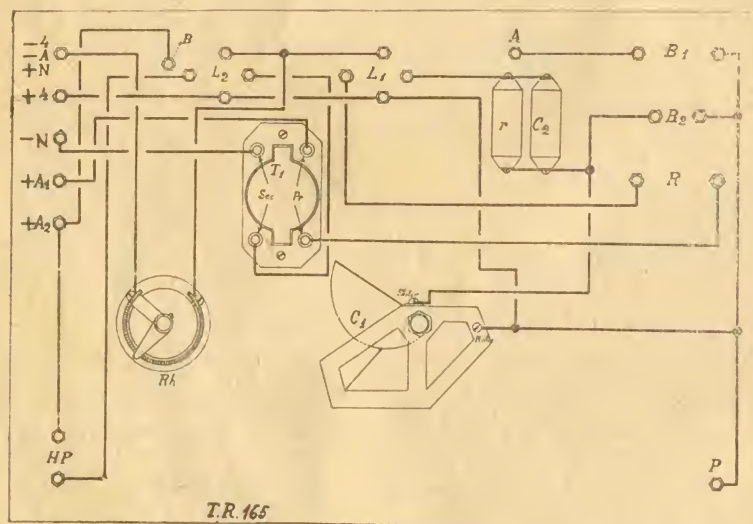 −4
=A
+N
+4
−N
+A1
+A2
B
L2
L1
A
B1
B2
R
r
C2
T1
Sec
Pr
C1
Rh
HP
P
T.R.165